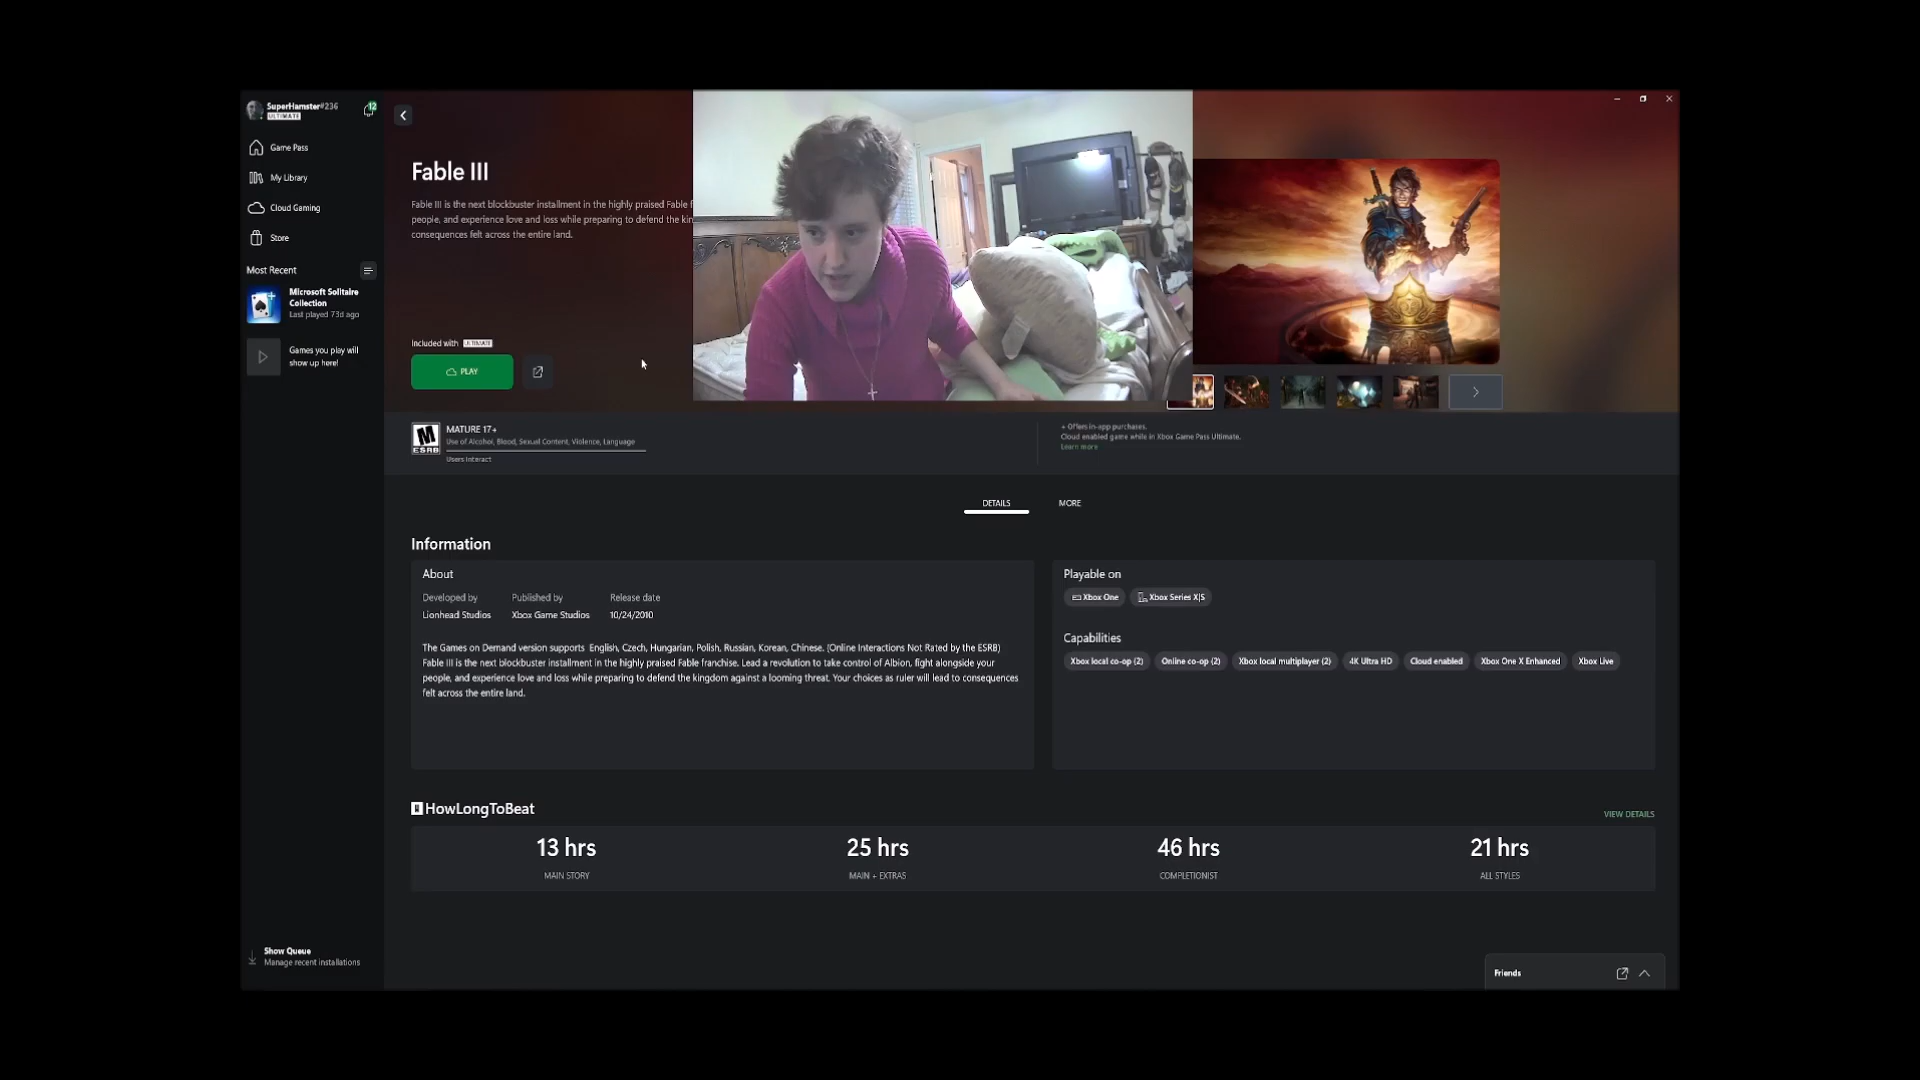 SuperHamster#236
ULTIMATE
12
Game Pass
My Library
Cloud Gaming
Store
Most Recent
Microsoft Solitaire
Collection
Last played 73d ago
Games you play will
show up here!
Show Queue
Manage recent installations
Fable III
Fable III is the next blockbuster installment in the highly praised Fable f
people, and experience love and loss while preparing to defend the kin
consequences felt across the entire land.
Included with ULTIMATE
PLAY
M
ESRB
MATURE 17+
Use of Alcohol, Blood, Sexual Content, Violence, Language
Users Interact
+ Offers in-app purchases.
Cloud enabled game while in Xbox Game Pass Ultimate.
Learn more
DETAILS
MORE
Information
About
Developed by Published by Release date
Lionhead Studios Xbox Game Studios 10/24/2010
The Games on Demand version supports English, Czech, Hungarian, Polish, Russian, Korean, Chinese. (Online Interactions Not Rated by the ESRB)
Fable III is the next blockbuster installment in the highly praised Fable franchise. Lead a revolution to take control of Albion, fight alongside your
people, and experience love and loss while preparing to defend the kingdom against a looming threat. Your choices as ruler will lead to consequences
felt across the entire land.
Playable on
Xbox One Xbox Series X|S
Capabilities
Xbox local co-op (2) Online co-op (2) Xbox local multiplayer (2) 4K Ultra HD Cloud enabled Xbox One X Enhanced Xbox Live
HowLongToBeat
VIEW DETAILS
13 hrs 25 hrs 46 hrs 21 hrs
MAIN STORY MAIN + EXTRAS COMPLETIONIST ALL STYLES
Friends